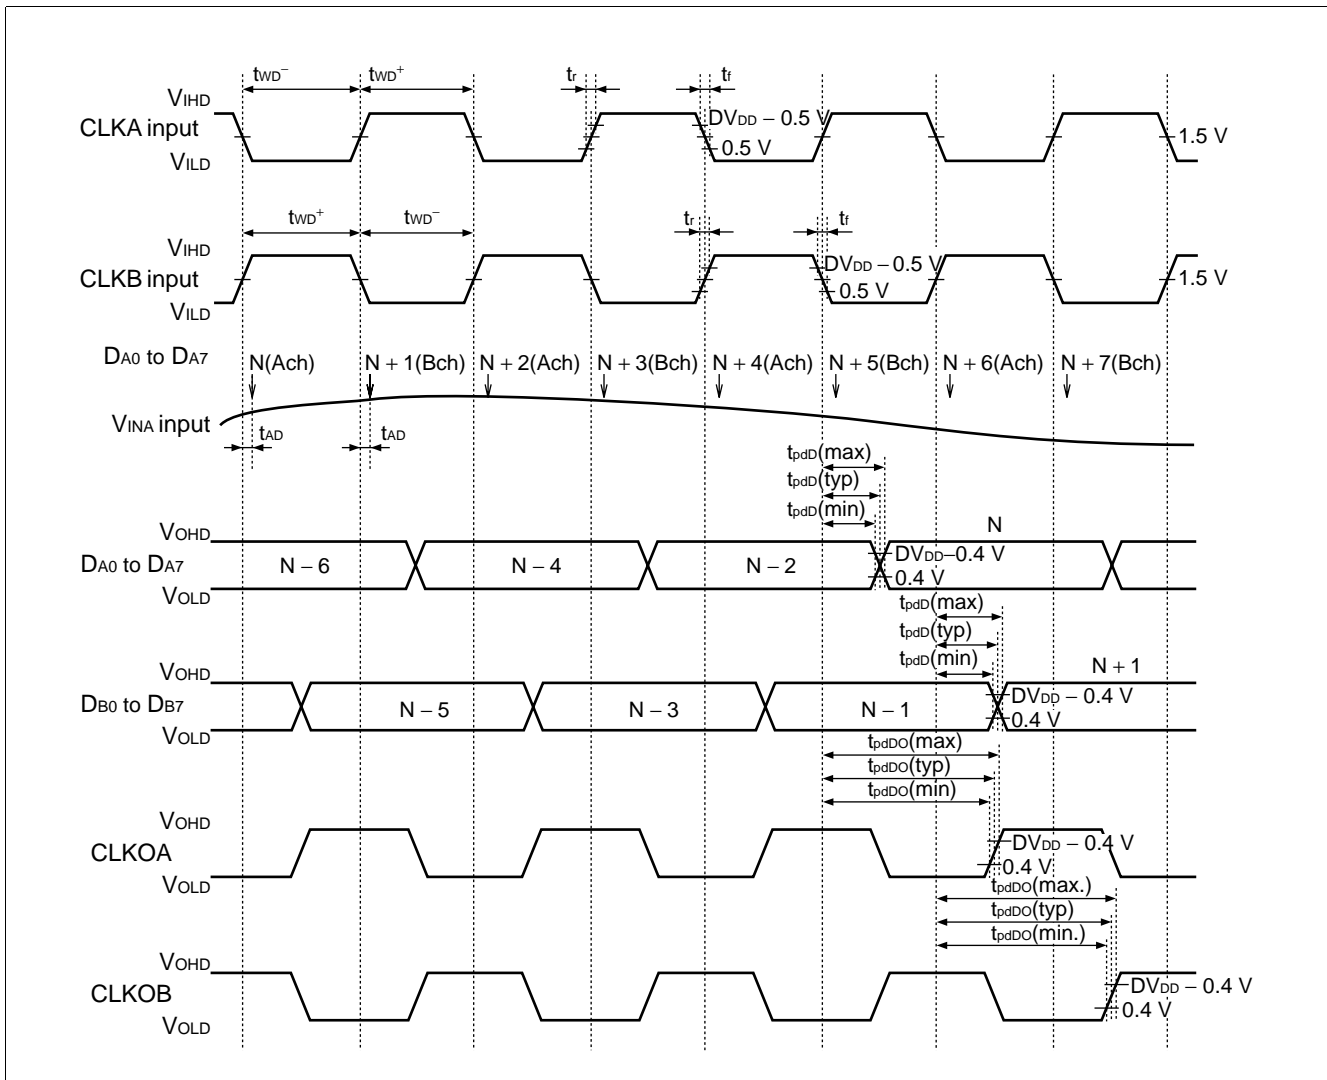 tWD− tWD+ tr tf
VIHD
CLKA input DVDD – 0.5 V 1.5 V
0.5 V
VILD
tWD+ tWD− tr tf
VIHD
CLKB input DVDD – 0.5 V 1.5 V
0.5 V
VILD
DA0 to DA7 N(Ach) N + 1(Bch) N + 2(Ach) N + 3(Bch) N + 4(Ach) N + 5(Bch) N + 6(Ach) N + 7(Bch)
VINA input
tAD tAD
tpdD(max)
tpdD(typ)
tpdD(min)
VOHD N
DA0 to DA7 N – 6 N – 4 N – 2 DVDD–0.4 V
0.4 V
VOLD
tpdD(max)
tpdD(typ)
tpdD(min)
VOHD N + 1
DB0 to DB7 N – 5 N – 3 N – 1 DVDD – 0.4 V
0.4 V
VOLD
tpdDO(max)
tpdDO(typ)
tpdDO(min)
VOHD
CLKOA DVDD – 0.4 V
0.4 V
VOLD
tpdDO(max.)
tpdDO(typ)
tpdDO(min.)
VOHD
CLKOB DVDD – 0.4 V
0.4 V
VOLD